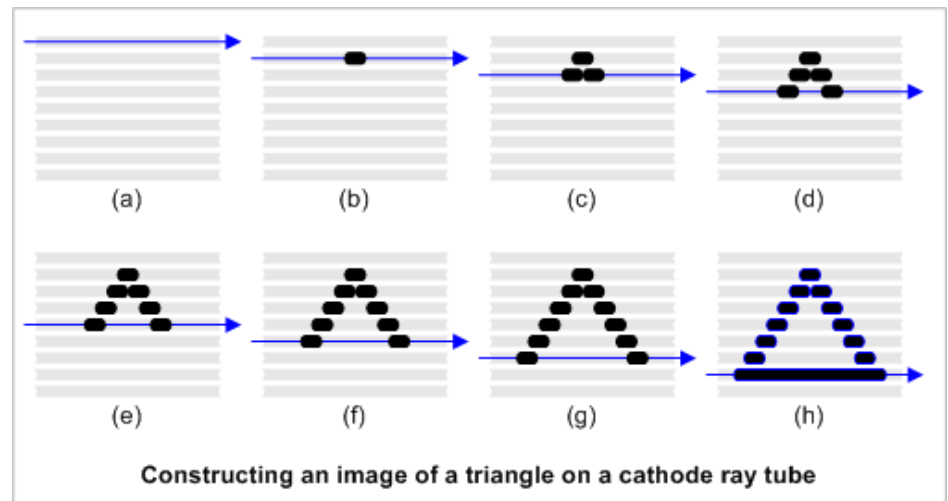 (a) (b) (c) (d)
(e) (f) (g) (h)
Constructing an image of a triangle on a cathode ray tube